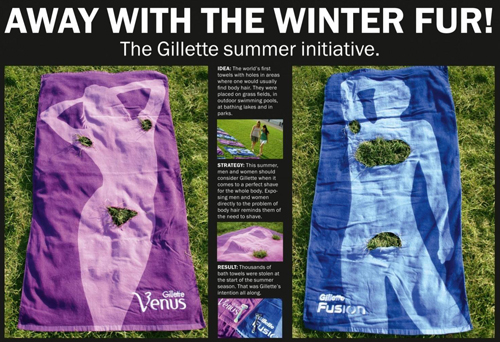 AWAY WITH THE WINTER FUR!
The Gillette summer initiative.
IDEA: The world's first
towels with holes in areas
where one would usually
find body hair. They were
placed on grass fields, in
outdoor swimming pools,
at bathing lakes and in
parks.
STRATEGY: This summer,
men and women should
consider Gillette when it
comes to a perfect shave
for the whole body. Expo-
sing men and women
directly to the problem of
body hair reminds them of
the need to shave.
RESULT: Thousands of
bath towels were stolen at
the start of the summer
season. That was Gillette's
intention all along.
Gillette
Venus
Gillette
Fusion
Venus
Gillette
Fusion